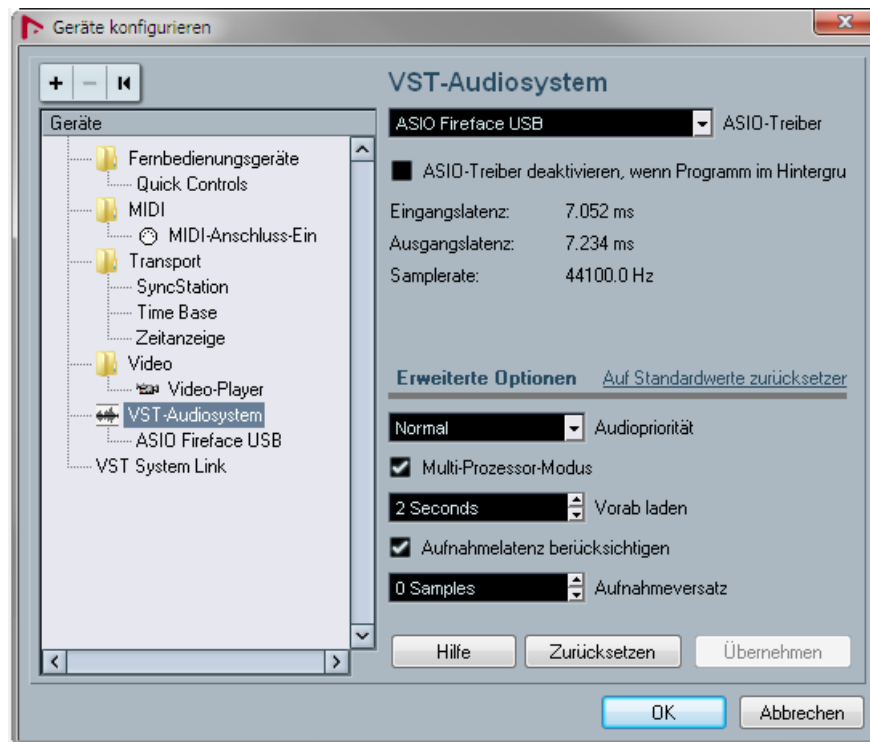 Geräte konfigurieren
Geräte
Fernbedienungsgeräte
Quick Controls
MIDI
MIDI-Anschluss-Ein
Transport
SyncStation
Time Base
Zeitanzeige
Video
Video-Player
VST-Audiosystem
ASIO Fireface USB
VST System Link
VST-Audiosystem
ASIO Fireface USB ASIO-Treiber
ASIO-Treiber deaktivieren, wenn Programm im Hintergru
Eingangslatenz: 7.052 ms
Ausgangslatenz: 7.234 ms
Samplerate: 44100.0 Hz
Erweiterte Optionen Auf Standardwerte zurücksetzer
Normal Audiopriorität
Multi-Prozessor-Modus
2 Seconds Vorab laden
Aufnahmelatenz berücksichtigen
0 Samples Aufnahmeversatz
Hilfe Zurücksetzen Übernehmen
OK Abbrechen